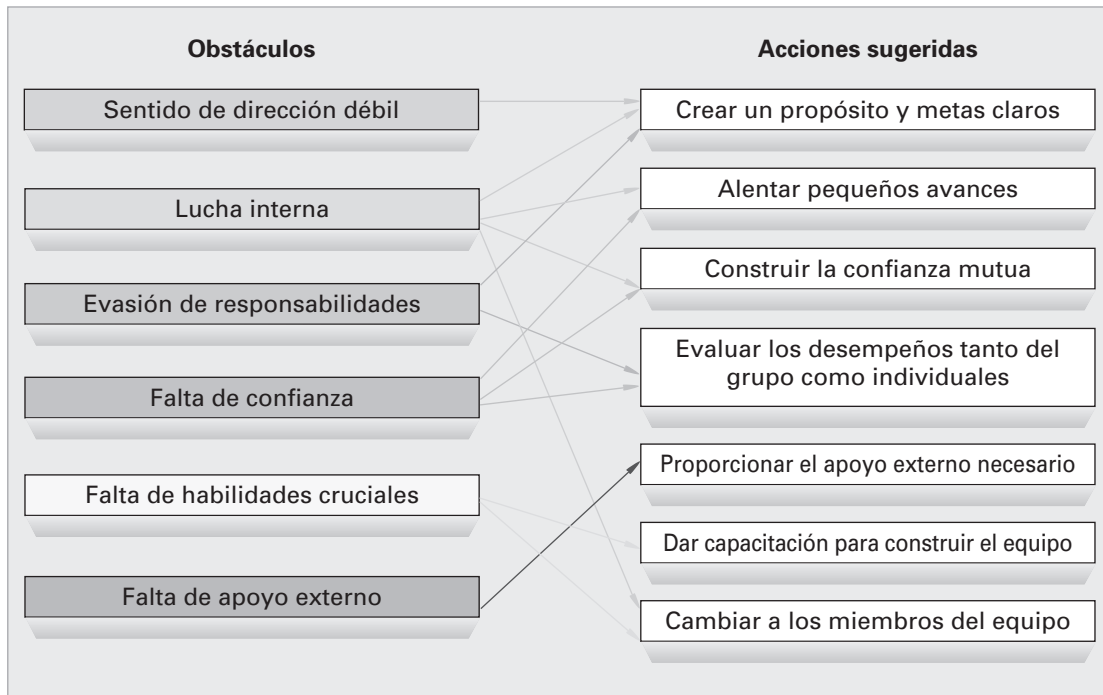 Obstáculos
Sentido de dirección débil
Lucha interna
Evasión de responsabilidades
Falta de confianza
Falta de habilidades cruciales
Falta de apoyo externo
Acciones sugeridas
Crear un propósito y metas claros
Alentar pequeños avances
Construir la confianza mutua
Evaluar los desempeños tanto del
grupo como individuales
Proporcionar el apoyo externo necesario
Dar capacitación para construir el equipo
Cambiar a los miembros del equipo